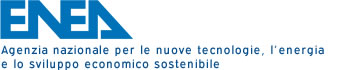 ENEA
Agenzia nazionale per le nuove tecnologie, l'energia
e lo sviluppo economico sostenibile